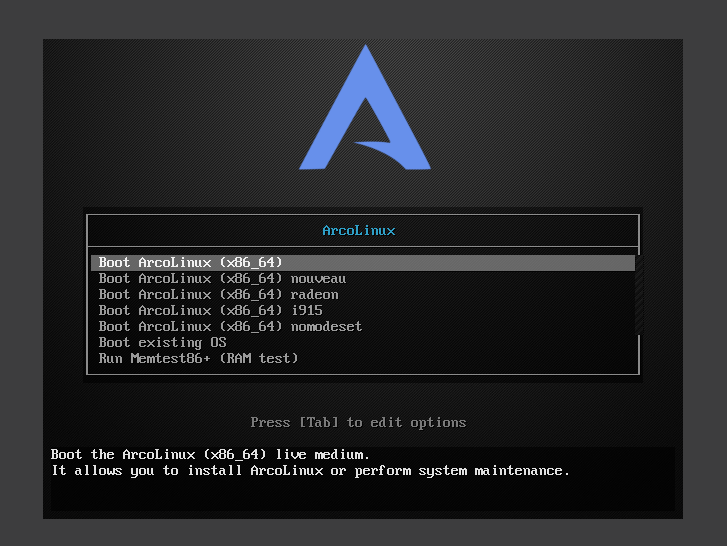 ArcoLinux
Boot ArcoLinux (x86_64)
Boot ArcoLinux (x86_64) nouveau
Boot ArcoLinux (x86_64) radeon
Boot ArcoLinux (x86_64) i915
Boot ArcoLinux (x86_64) nomodeset
Boot existing OS
Run Memtest86+ (RAM test)
Press [Tab] to edit options
Boot the ArcoLinux (x86_64) live medium.
It allows you to install ArcoLinux or perform system maintenance.